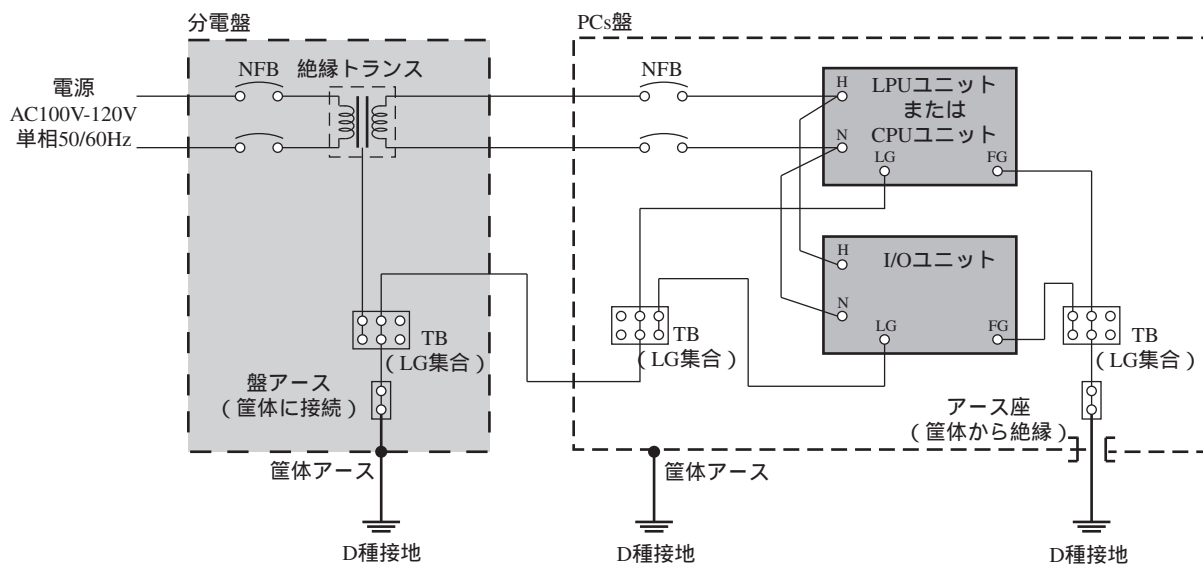 分電盤
PCs盤
NFB
絶縁トランス
NFB
電源
AC100V-120V
単相50/60Hz
H
N
LPUユニット
または
CPUユニット
LG
FG
H
N
I/Oユニット
LG
FG
TB
(LG集合)
TB
(LG集合)
TB
(LG集合)
盤アース
(筐体に接続)
アース座
(筐体から絶縁)
筐体アース
筐体アース
D種接地
D種接地
D種接地